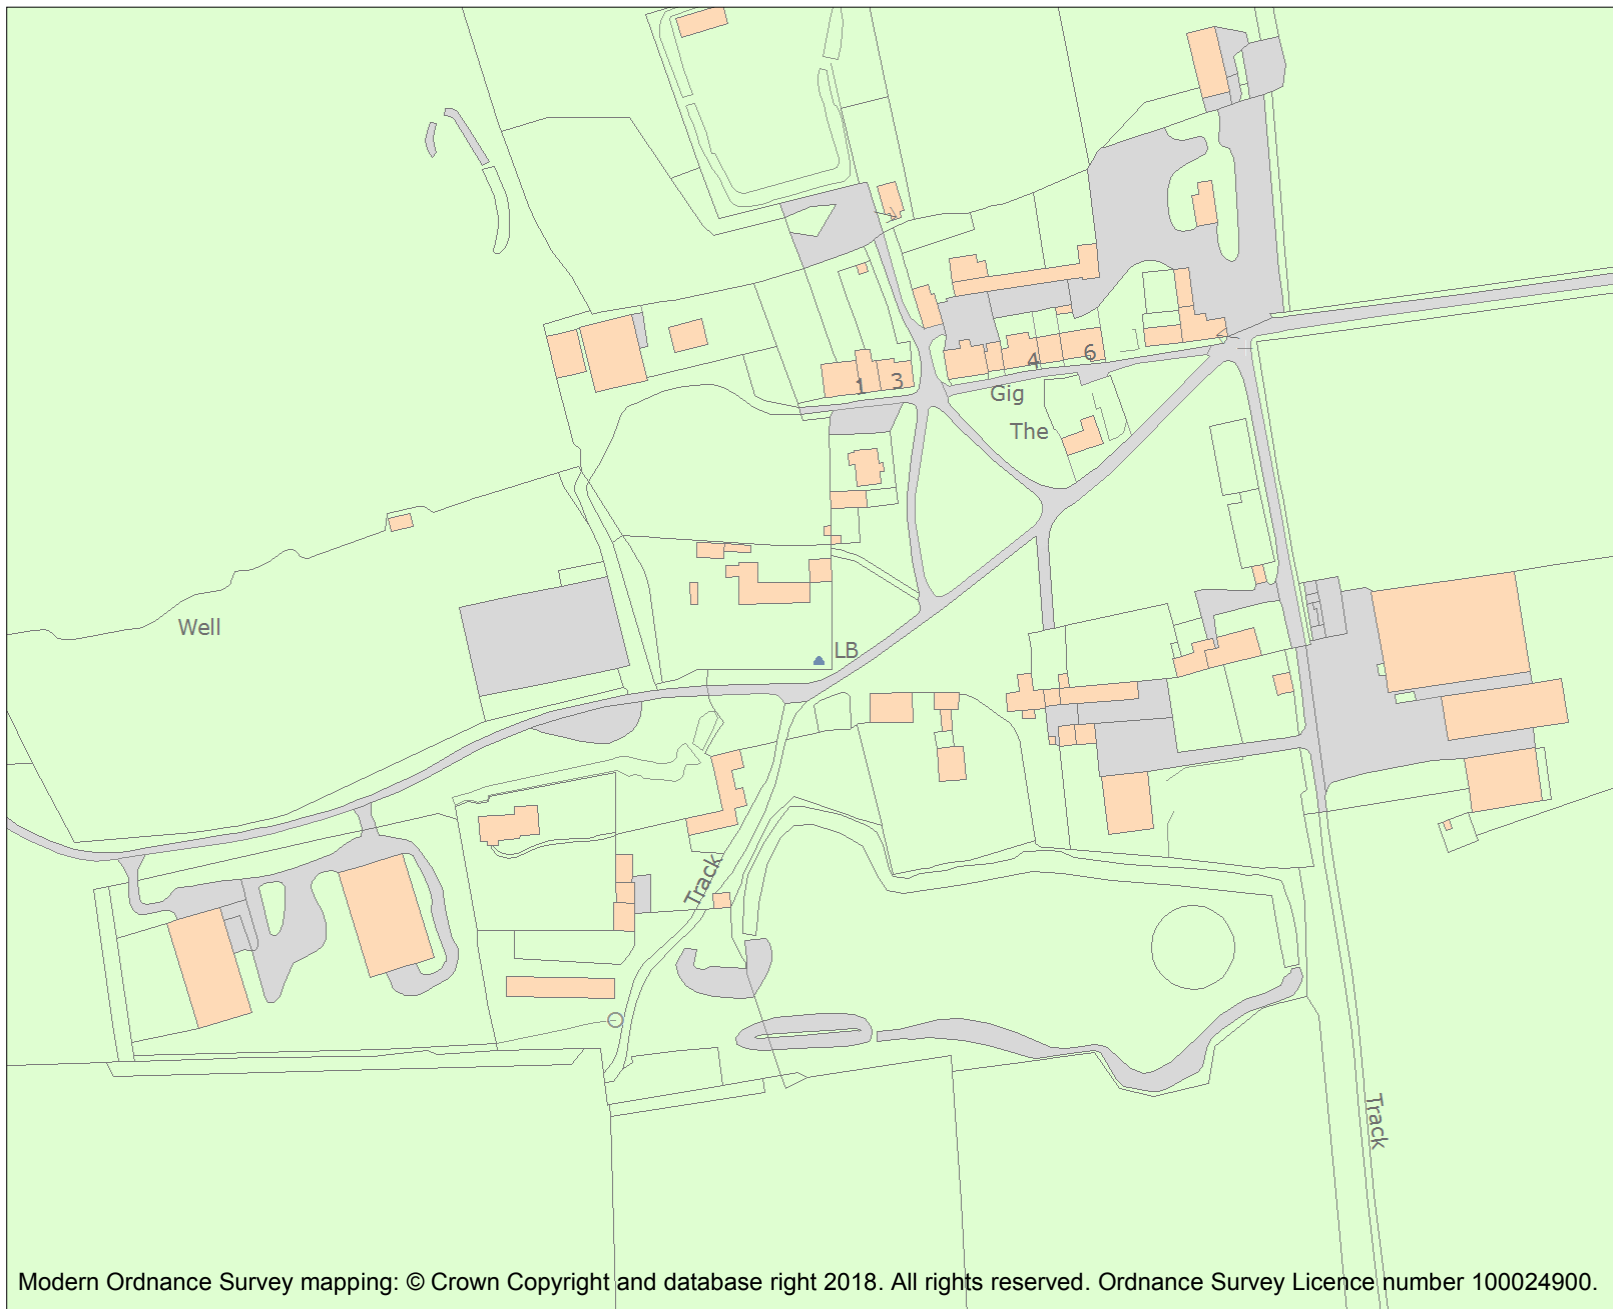 1
3
4
6
Gig
The
Well
LB
Track
Track
Modern Ordnance Survey mapping: © Crown Copyright and database right 2018. All rights reserved. Ordnance Survey Licence number 100024900.